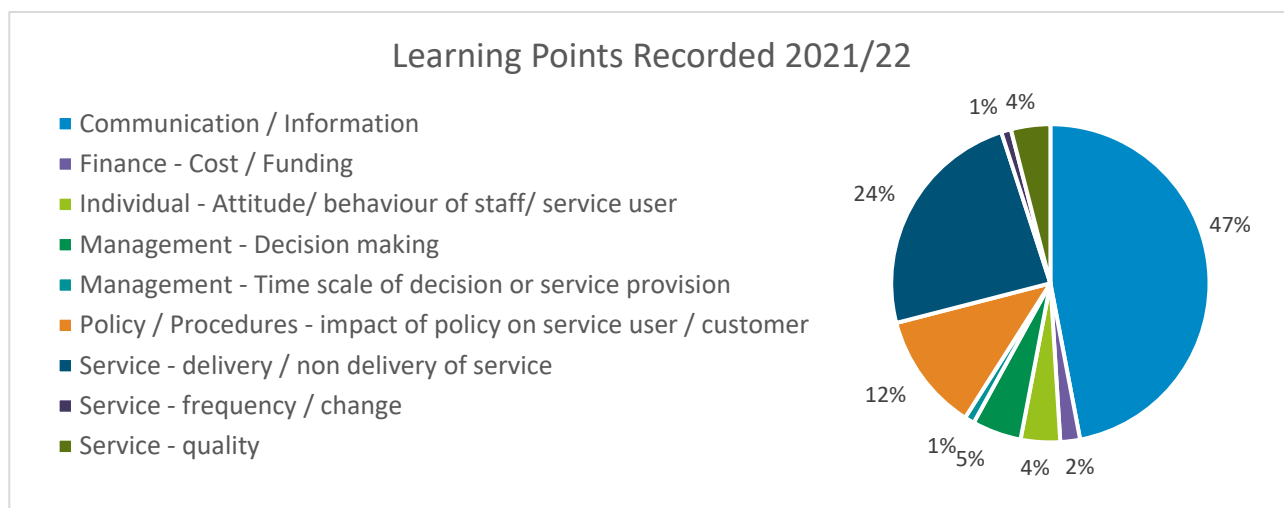 Learning Points Recorded 2021/22
Communication / Information
Finance - Cost / Funding
Individual - Attitude/ behaviour of staff/ service user
Management - Decision making
Management - Time scale of decision or service provision
Policy / Procedures - impact of policy on service user / customer
Service - delivery / non delivery of service
Service - frequency / change
Service - quality
1%
4%
24%
47%
12%
1%
5%
4%
2%